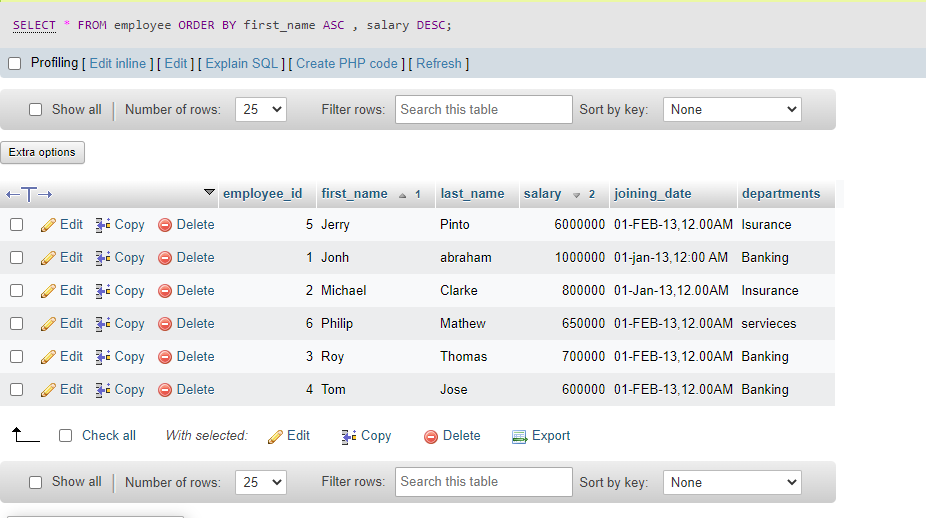 SELECT * FROM employee ORDER BY first_name ASC , salary DESC;
Profiling [ Edit inline ] [ Edit ] [ Explain SQL ] [ Create PHP code ] [ Refresh ]
Show all Number of rows: 25 Filter rows: Search this table Sort by key: None
Extra options
employee_id first_name 1 last_name salary 2 joining_date departments
Edit Copy Delete 5 Jerry Pinto 6000000 01-FEB-13,12.00AM Isurance
Edit Copy Delete 1 Jonh abraham 1000000 01-jan-13,12:00 AM Banking
Edit Copy Delete 2 Michael Clarke 800000 01-Jan-13,12.00AM Insurance
Edit Copy Delete 6 Philip Mathew 650000 01-FEB-13,12.00AM servieces
Edit Copy Delete 3 Roy Thomas 700000 01-FEB-13,12.00AM Banking
Edit Copy Delete 4 Tom Jose 600000 01-FEB-13,12.00AM Banking
Check all With selected: Edit Copy Delete Export
Show all Number of rows: 25 Filter rows: Search this table Sort by key: None